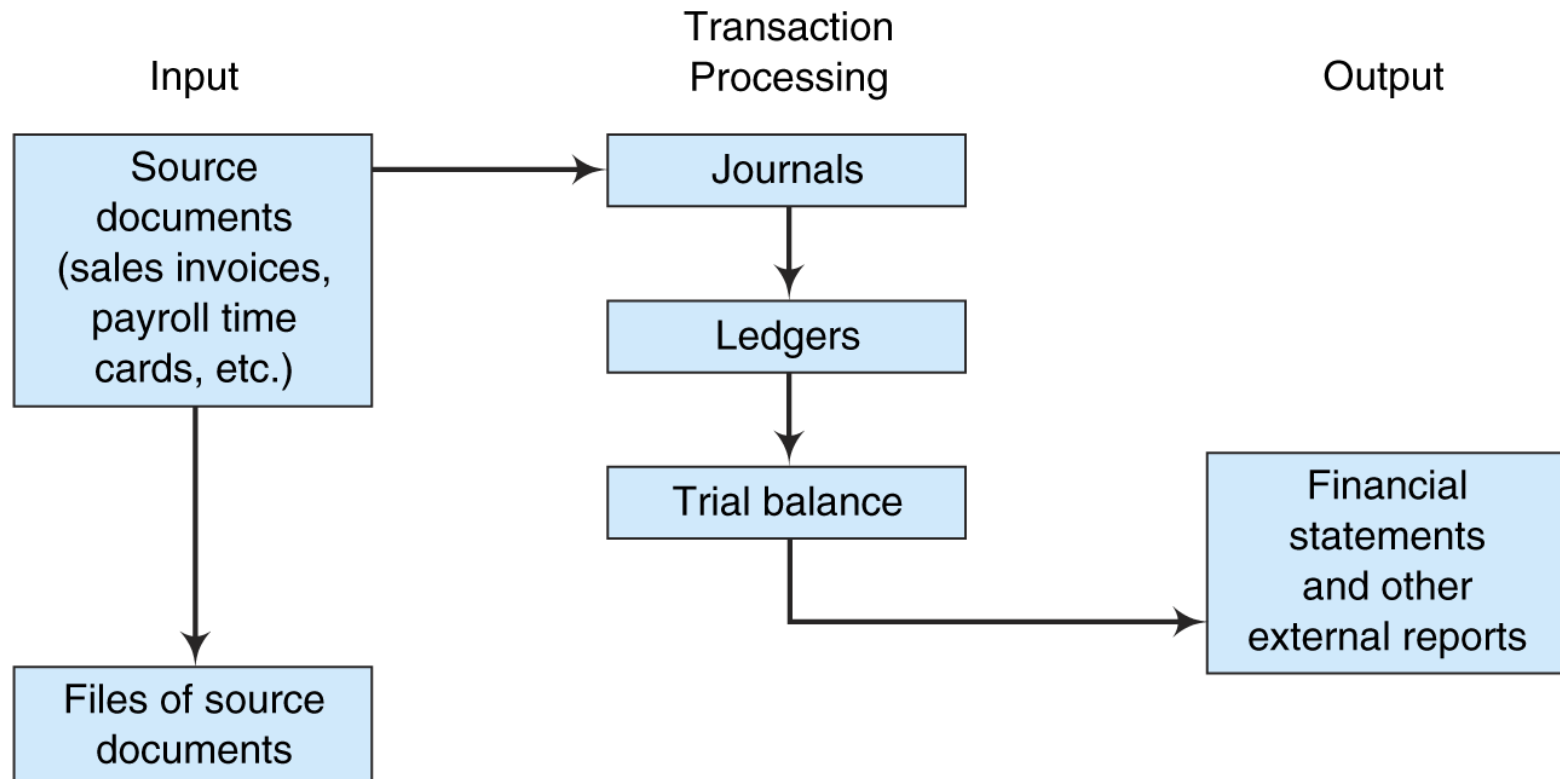 Input
Transaction
Processing
Output
Source
documents
(sales invoices,
payroll time
cards, etc.)
Journals
Ledgers
Trial balance
Financial
statements
and other
external reports
Files of source
documents